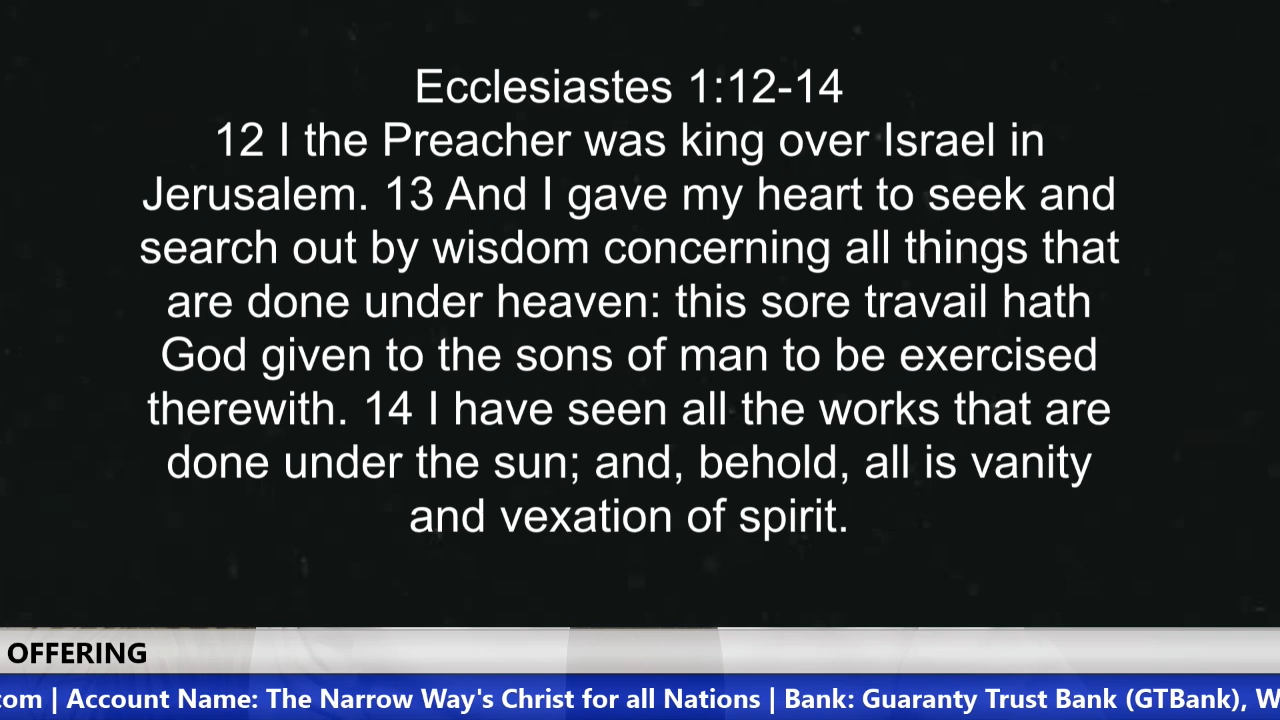 Ecclesiastes 1:12-14
12 I the Preacher was king over Israel in
Jerusalem. 13 And I gave my heart to seek and
search out by wisdom concerning all things that
are done under heaven: this sore travail hath
God given to the sons of man to be exercised
therewith. 14 I have seen all the works that are
done under the sun; and, behold, all is vanity
and vexation of spirit.
OFFERING
com | Account Name: The Narrow Way's Christ for all Nations | Bank: Guaranty Trust Bank (GTBank), W